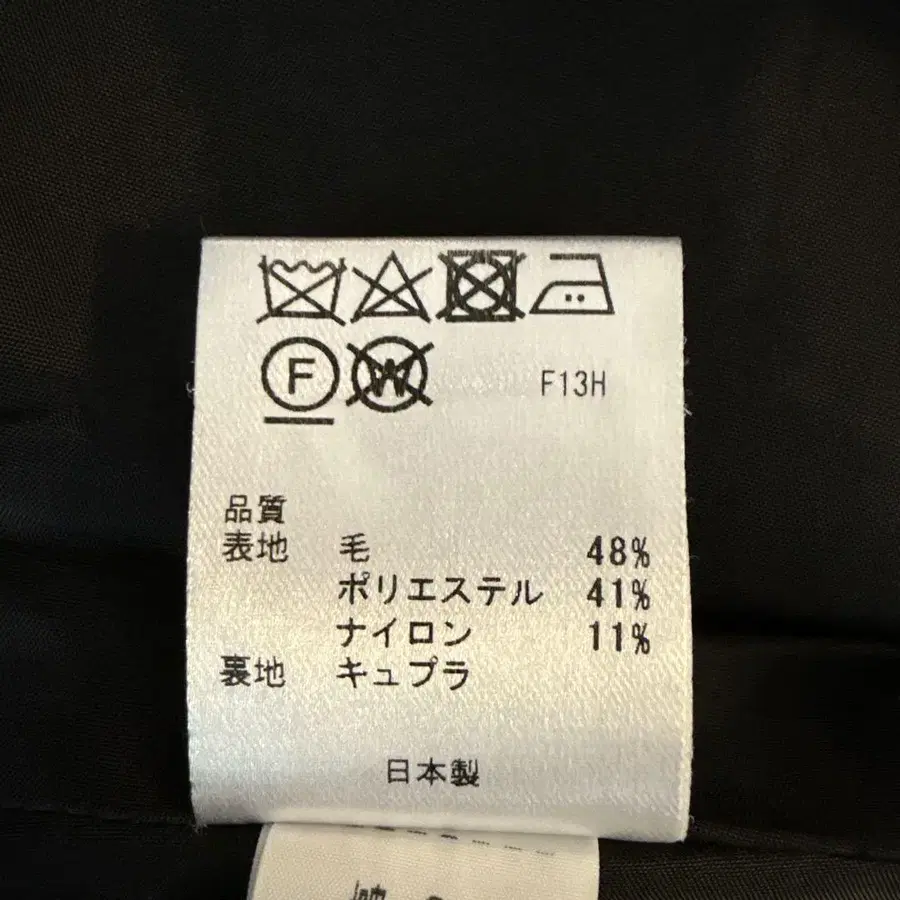 F W
F13H
品質
表地 毛 48%
ポリエステル 41%
ナイロン 11%
裏地 キュプラ
日本製